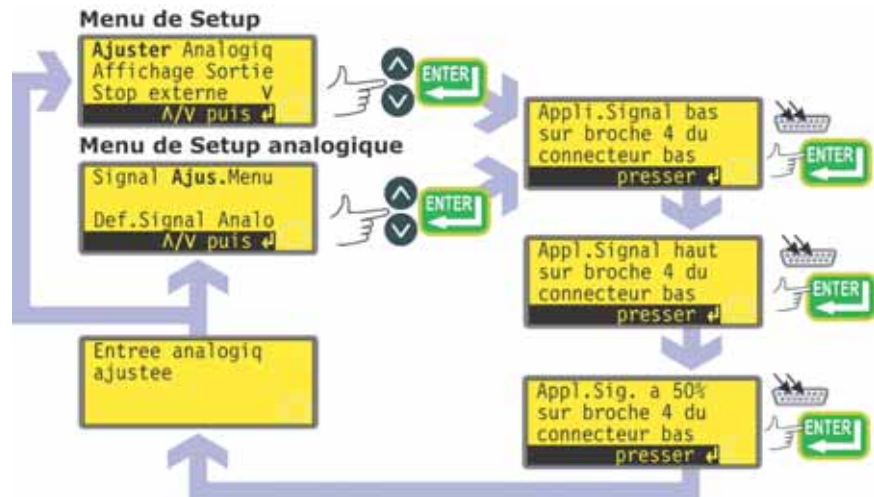 Menu de Setup
Ajuster Analogiq
Affichage Sortie
Stop externe V
Λ/V puis ↲
ENTER
Menu de Setup analogique
Signal Ajus.Menu
Def.Signal Analo
Λ/V puis ↲
ENTER
Appli.Signal bas
sur broche 4 du
connecteur bas
presser ↲
ENTER
Appl.Signal haut
sur broche 4 du
connecteur bas
presser ↲
ENTER
Appl.Sig. a 50%
sur broche 4 du
connecteur bas
presser ↲
ENTER
Entree analogiq
ajustee